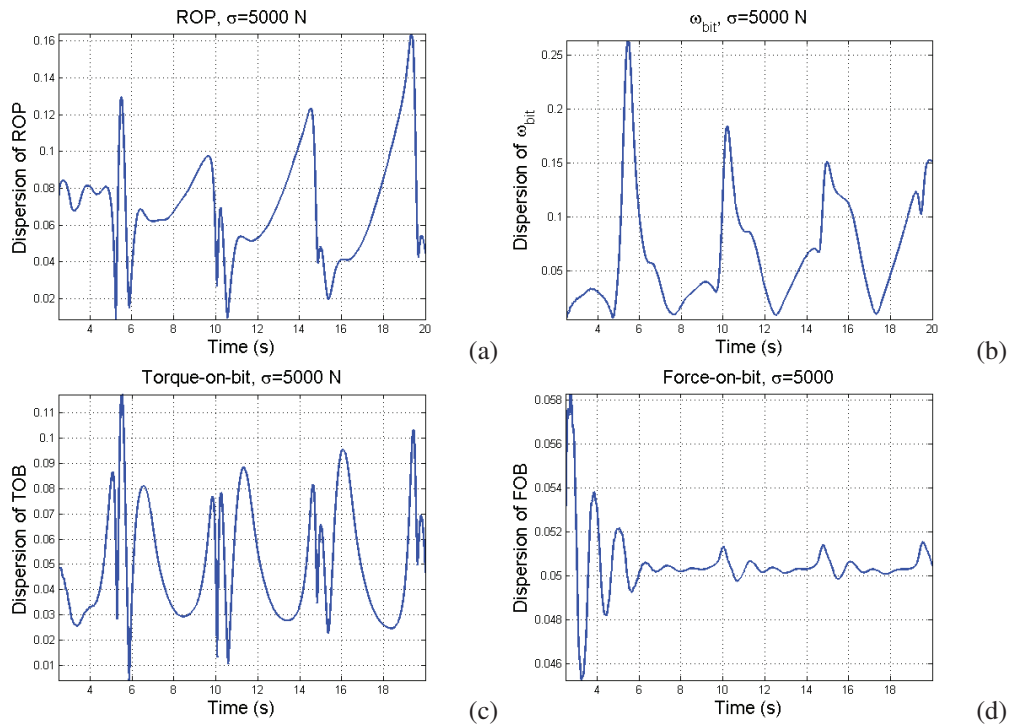 ROP, σ=5000 N
Dispersion of ROP
0.16
0.14
0.12
0.1
0.08
0.06
0.04
0.02
4 6 8 10 12 14 16 18 20
Time (s)
(a)
ω_bit, σ=5000 N
Dispersion of ω_bit
0.25
0.2
0.15
0.1
0.05
4 6 8 10 12 14 16 18 20
Time (s)
(b)
Torque-on-bit, σ=5000 N
Dispersion of TOB
0.11
0.1
0.09
0.08
0.07
0.06
0.05
0.04
0.03
0.02
0.01
4 6 8 10 12 14 16 18 20
Time (s)
(c)
Force-on-bit, σ=5000
Dispersion of FOB
0.058
0.056
0.054
0.052
0.05
0.048
0.046
4 6 8 10 12 14 16 18 20
Time (s)
(d)